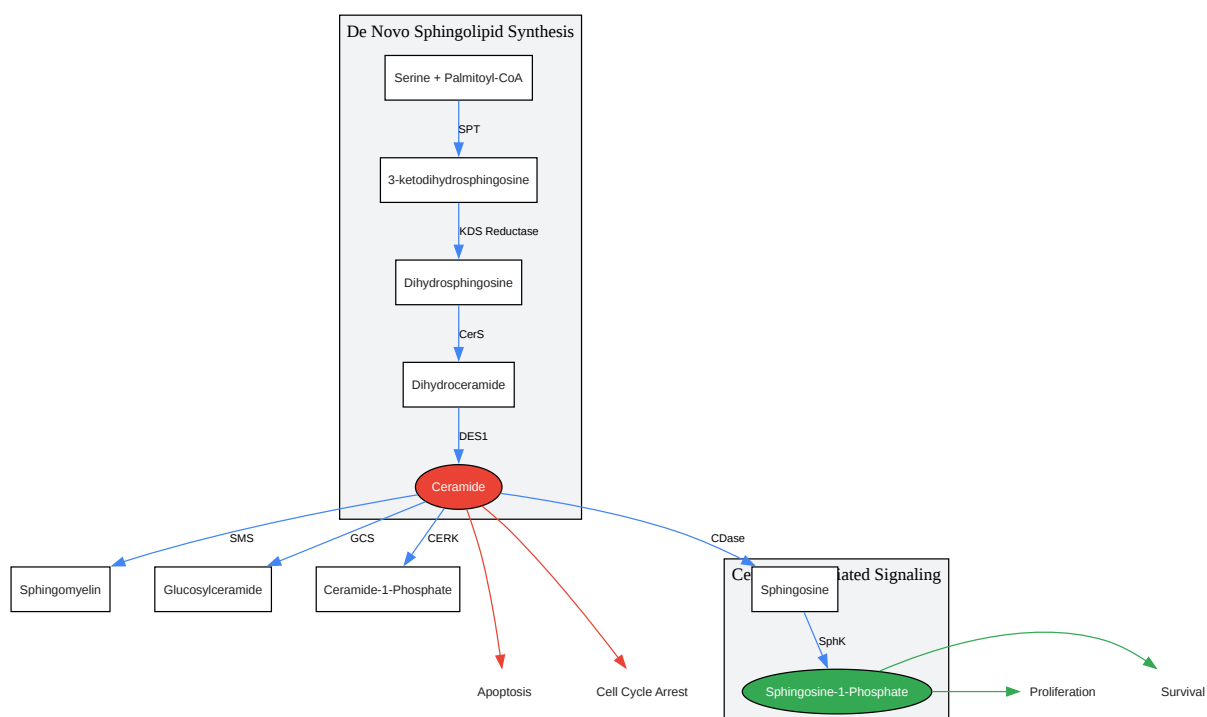 De Novo Sphingolipid Synthesis
Serine + Palmitoyl-CoA
SPT
3-ketodihydrosphingosine
KDS Reductase
Dihydrosphingosine
CerS
Dihydroceramide
DES1
Ceramide
SMS
GCS
CERK
CDase
Sphingomyelin
Glucosylceramide
Ceramide-1-Phosphate
Signaling
Sphingosine
SphK
Apoptosis
Cell Cycle Arrest
Sphingosine-1-Phosphate
Proliferation
Survival